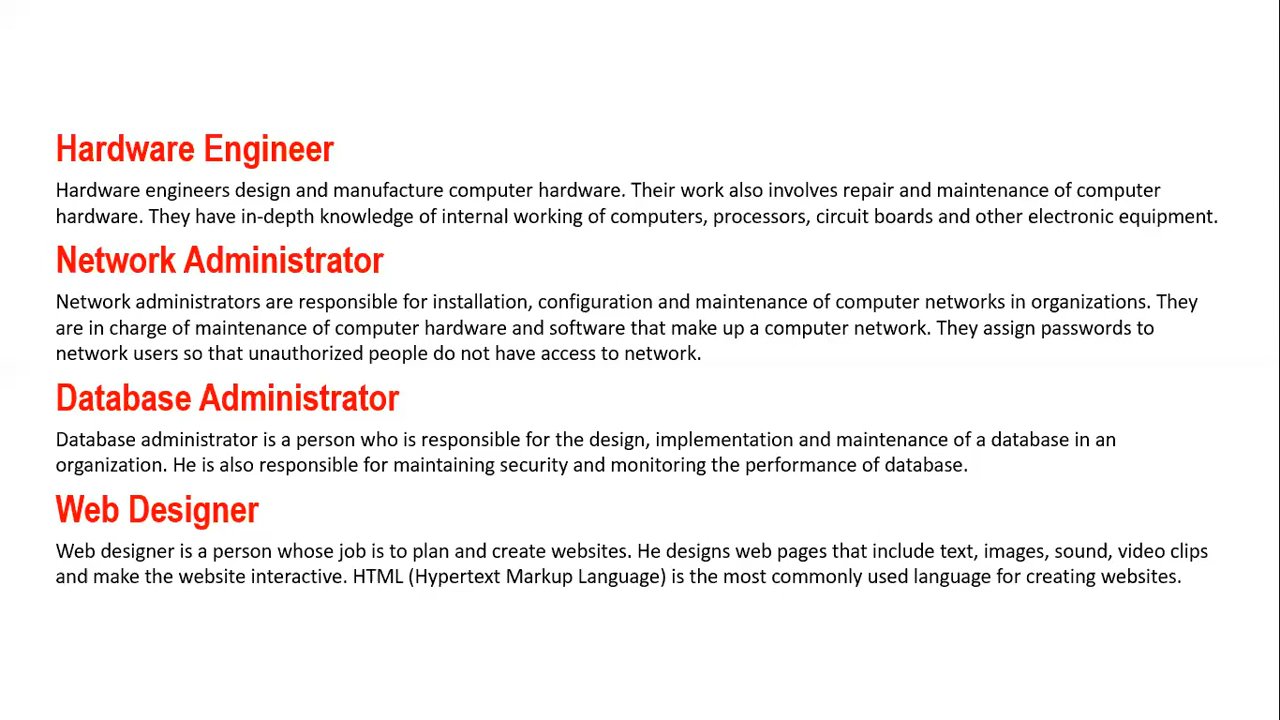 Hardware Engineer
Hardware engineers design and manufacture computer hardware. Their work also involves repair and maintenance of computer
hardware. They have in-depth knowledge of internal working of computers, processors, circuit boards and other electronic equipment.
Network Administrator
Network administrators are responsible for installation, configuration and maintenance of computer networks in organizations. They
are in charge of maintenance of computer hardware and software that make up a computer network. They assign passwords to
network users so that unauthorized people do not have access to network.
Database Administrator
Database administrator is a person who is responsible for the design, implementation and maintenance of a database in an
organization. He is also responsible for maintaining security and monitoring the performance of database.
Web Designer
Web designer is a person whose job is to plan and create websites. He designs web pages that include text, images, sound, video clips
and make the website interactive. HTML (Hypertext Markup Language) is the most commonly used language for creating websites.